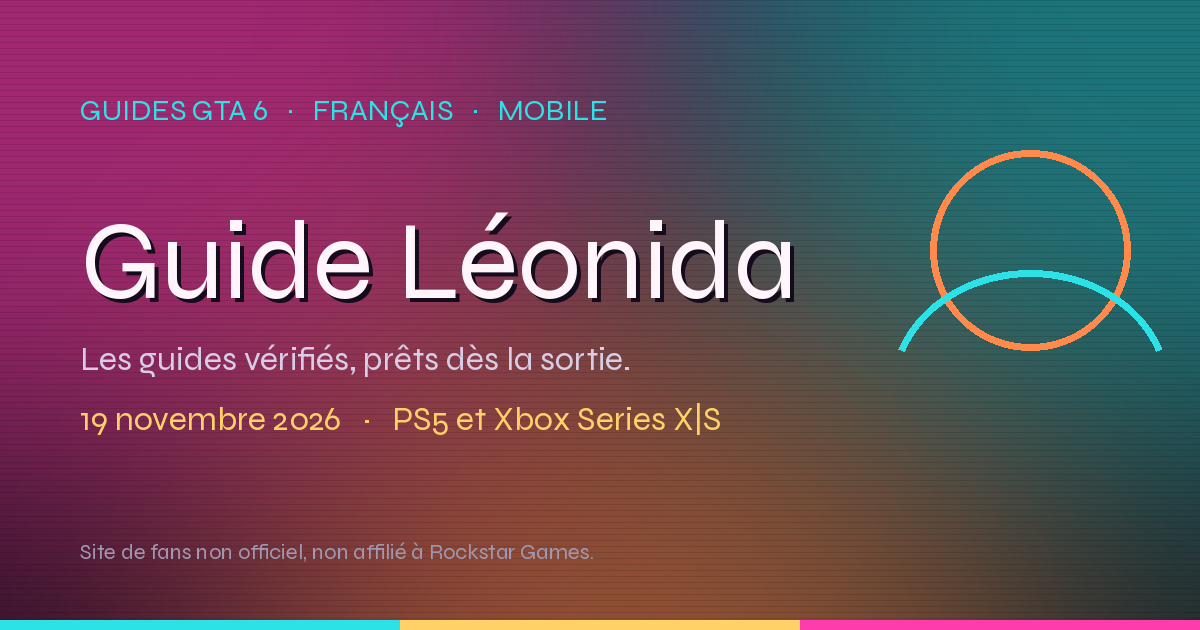 GUIDES GTA 6 · FRANÇAIS · MOBILE
Guide Léonida
Les guides vérifiés, prêts dès la sortie.
19 novembre 2026 · PS5 et Xbox Series X|S
Site de fans non officiel, non affilié à Rockstar Games.